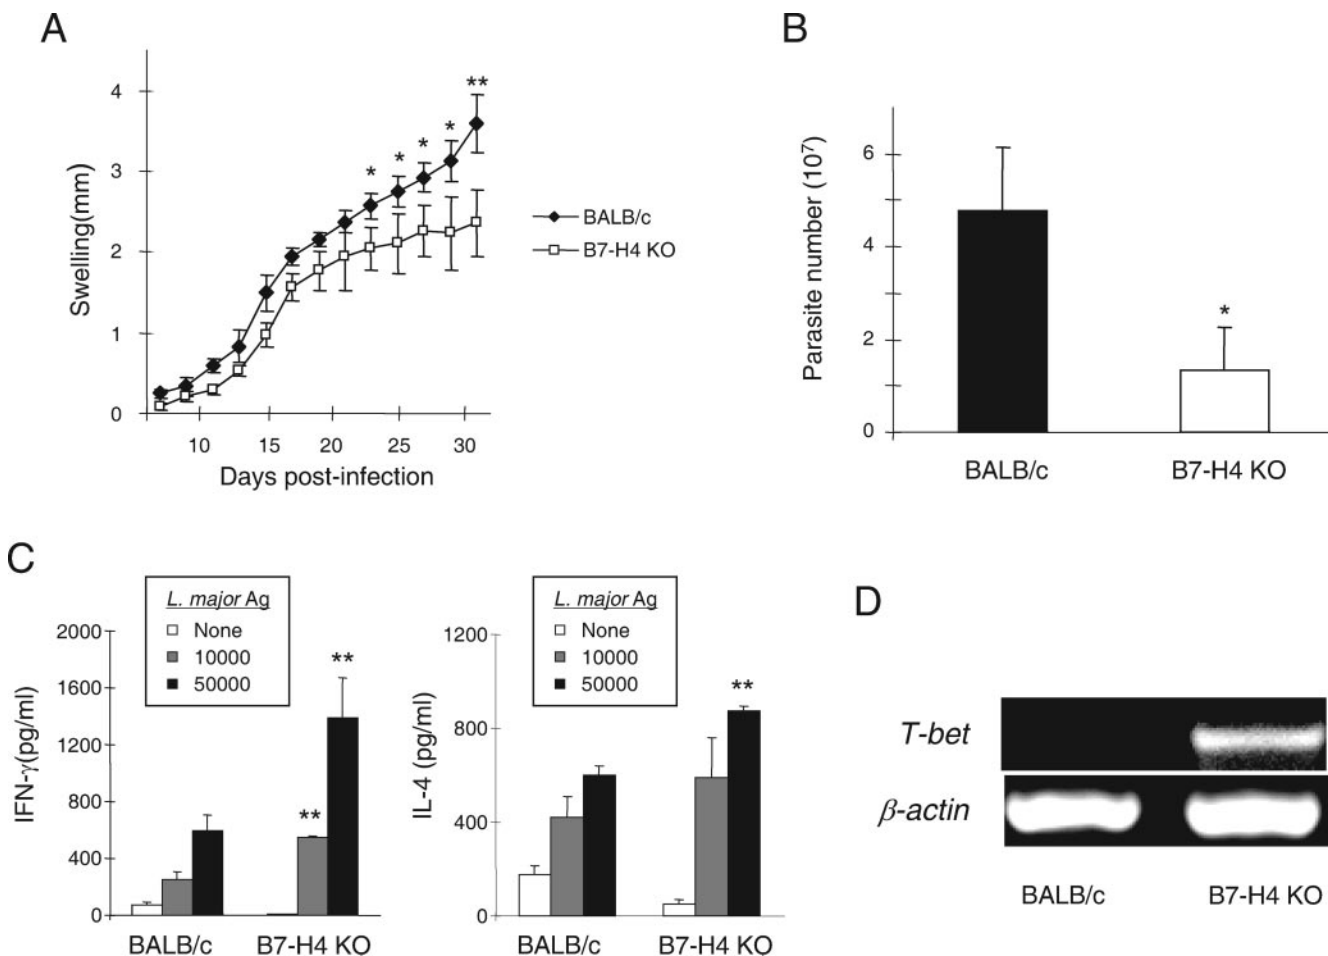 A
Swelling(mm)
4
3
2
1
0
**
*
*
*
*
10 15 20 25 30
Days post-infection
BALB/c
B7-H4 KO
B
Parasite number (10⁷)
6
4
2
0
*
BALB/c B7-H4 KO
C
IFN-γ(pg/ml)
2000
1600
1200
800
400
0
L. major Ag
None
10000
50000
**
**
BALB/c B7-H4 KO
IL-4 (pg/ml)
1200
800
400
0
L. major Ag
None
10000
50000
**
BALB/c B7-H4 KO
D
T-bet
β-actin
BALB/c B7-H4 KO